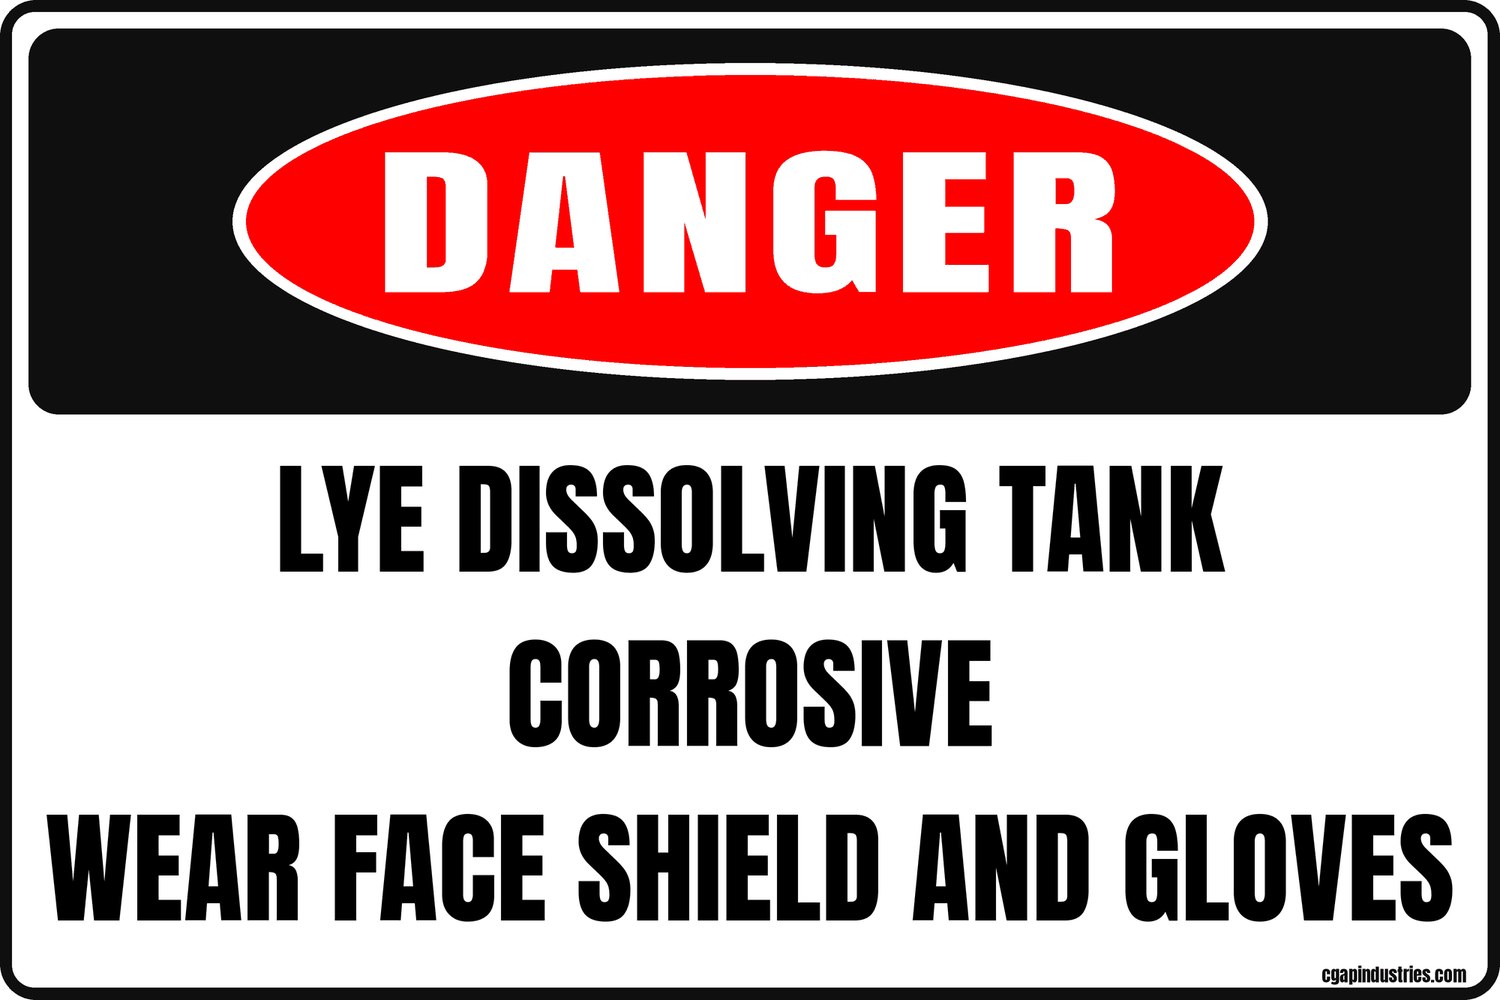 DANGER
LYE DISSOLVING TANK
CORROSIVE
WEAR FACE SHIELD AND GLOVES
cgapindustries.com